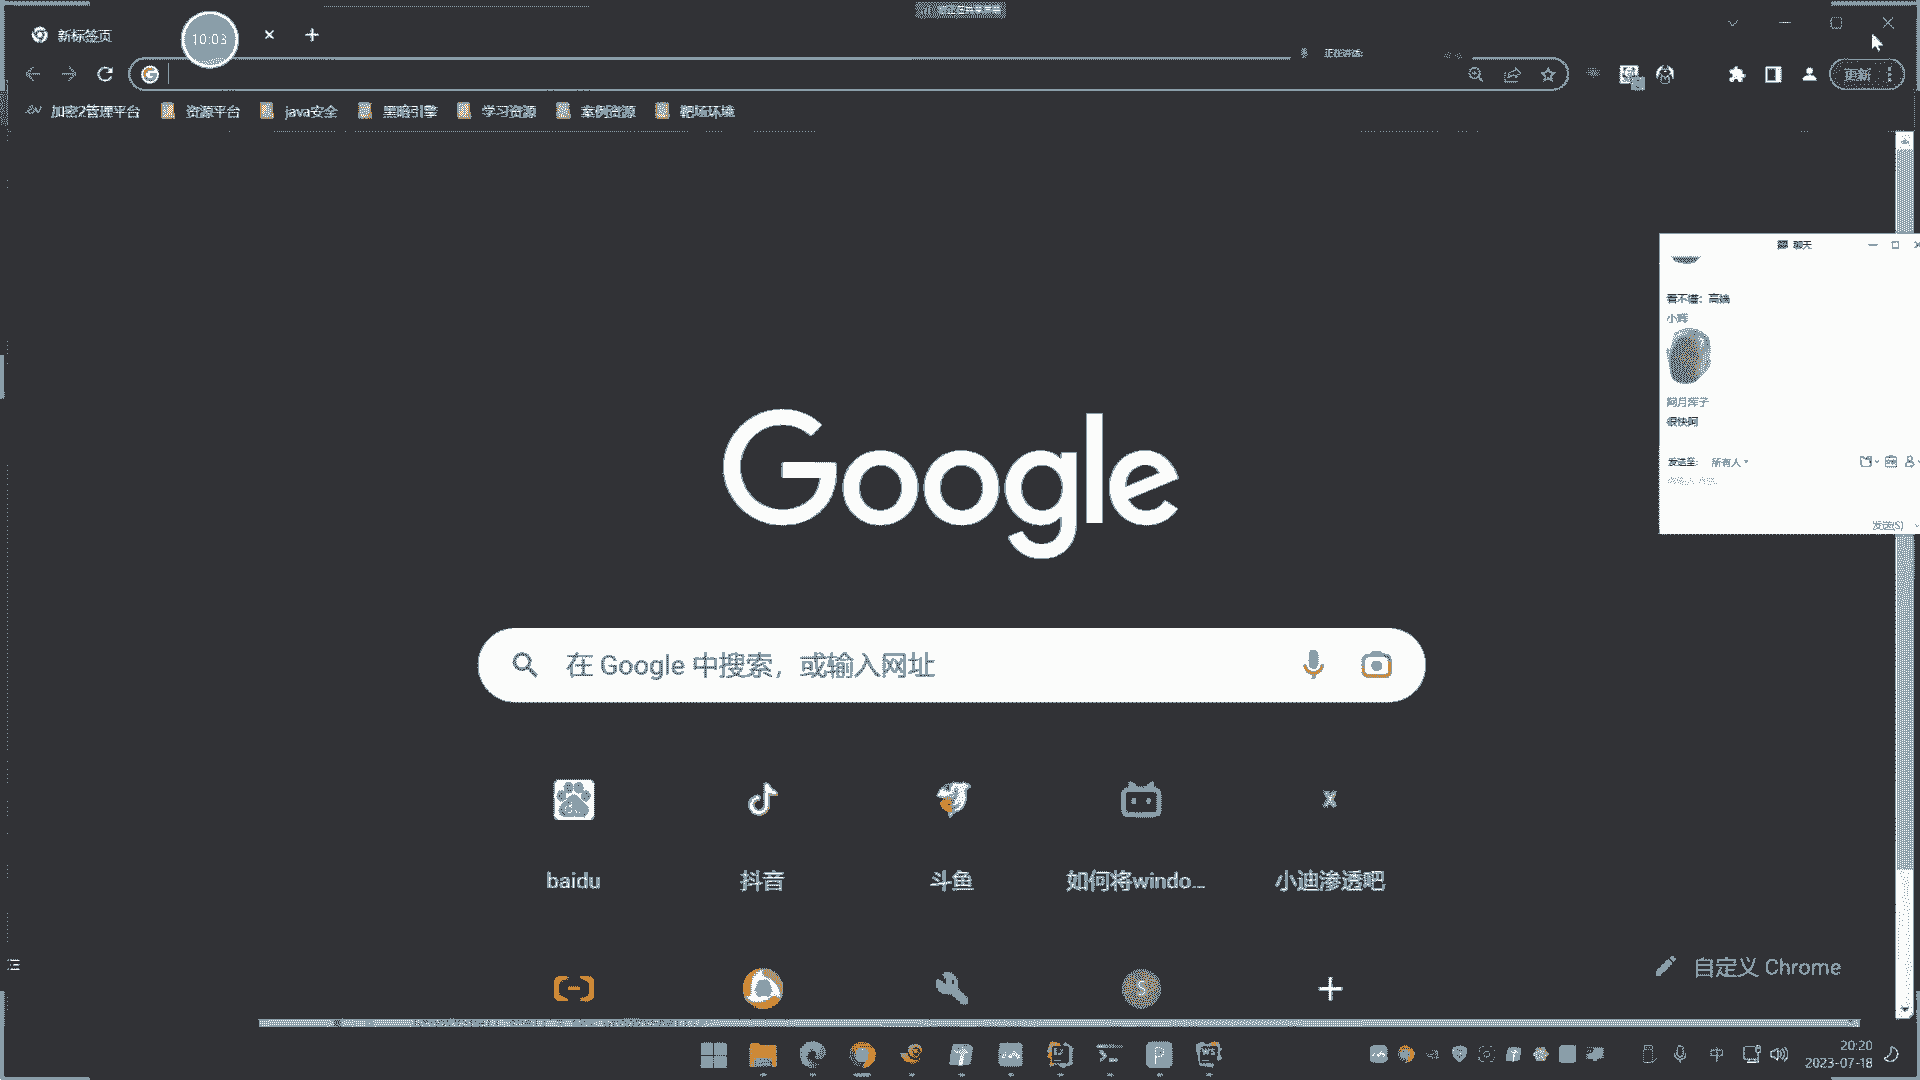 新标签页
10:03
正在讲话:
更新
加密2管理平台
资源平台
java安全
黑暗引擎
学习资源
案例资源
靶场环境
聊天
看不懂：高端
小辉
很快阿
发送至:
所有人
发送(S)
Google
在 Google 中搜索，或输入网址
baidu
抖音
斗鱼
如何将windo...
小迪渗透吧
自定义 Chrome
中
20:20
2023-07-18